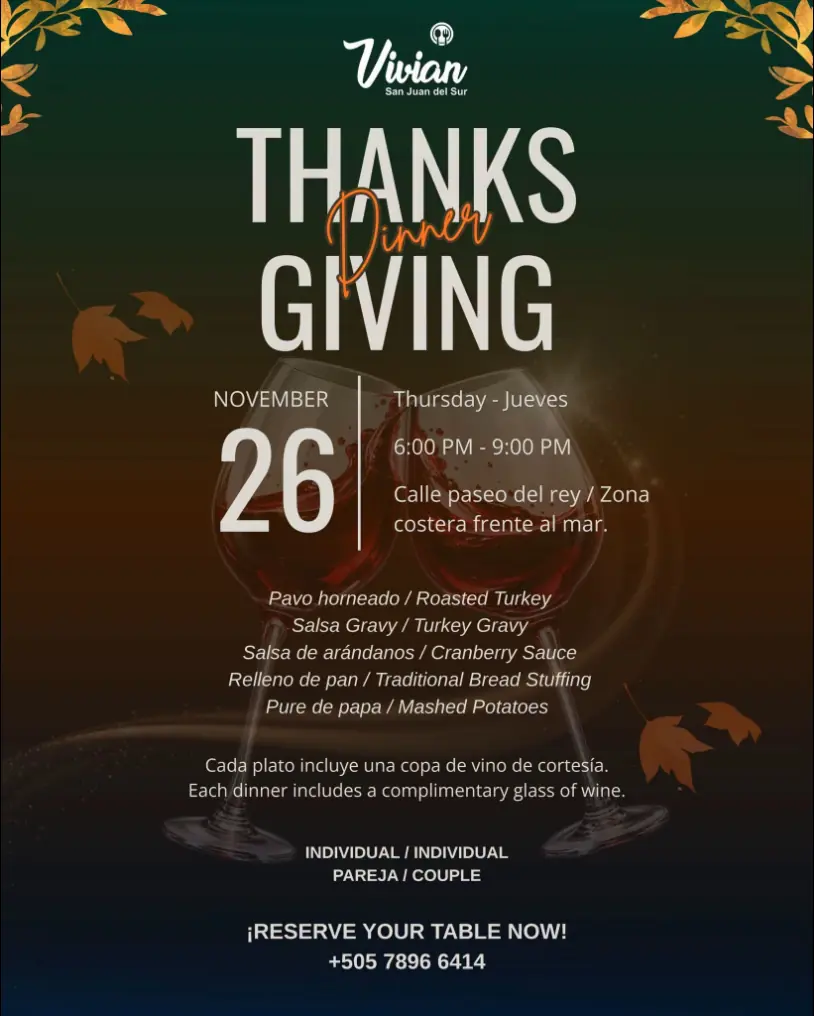 Vivian
San Juan del Sur
THANKS
Dinner
GIVING
NOVEMBER
26
Thursday - Jueves
6:00 PM - 9:00 PM
Calle paseo del rey / Zona
costera frente al mar.
Pavo horneado / Roasted Turkey
Salsa Gravy / Turkey Gravy
Salsa de arándanos / Cranberry Sauce
Relleno de pan / Traditional Bread Stuffing
Pure de papa / Mashed Potatoes
Cada plato incluye una copa de vino de cortesía.
Each dinner includes a complimentary glass of wine.
INDIVIDUAL / INDIVIDUAL
PAREJA / COUPLE
¡RESERVE YOUR TABLE NOW!
+505 7896 6414